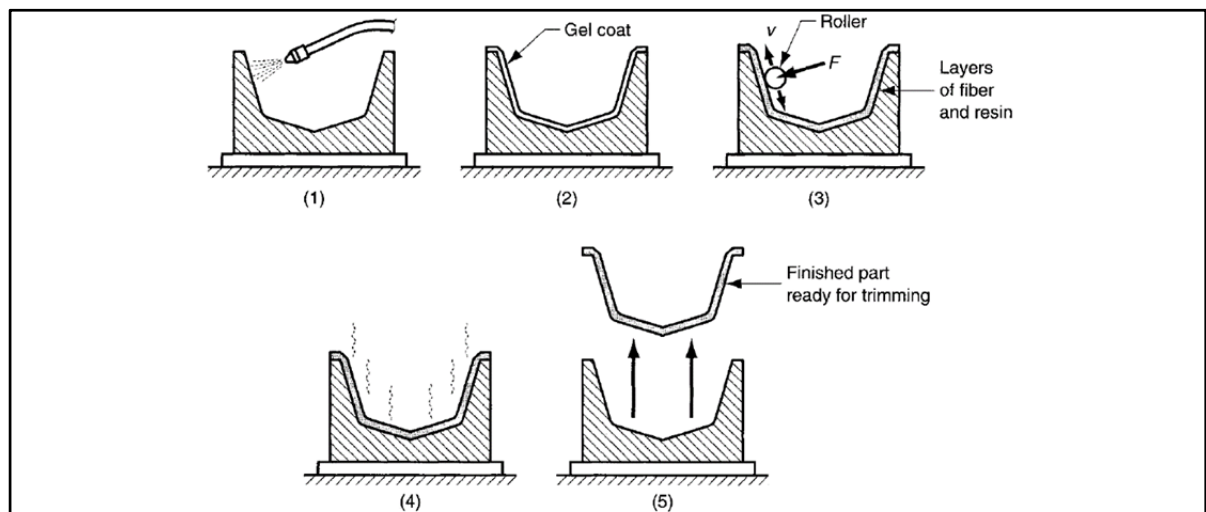 Gel coat
Roller
v
F
Layers
of fiber
and resin
(1)
(2)
(3)
Finished part
ready for trimming
(4)
(5)